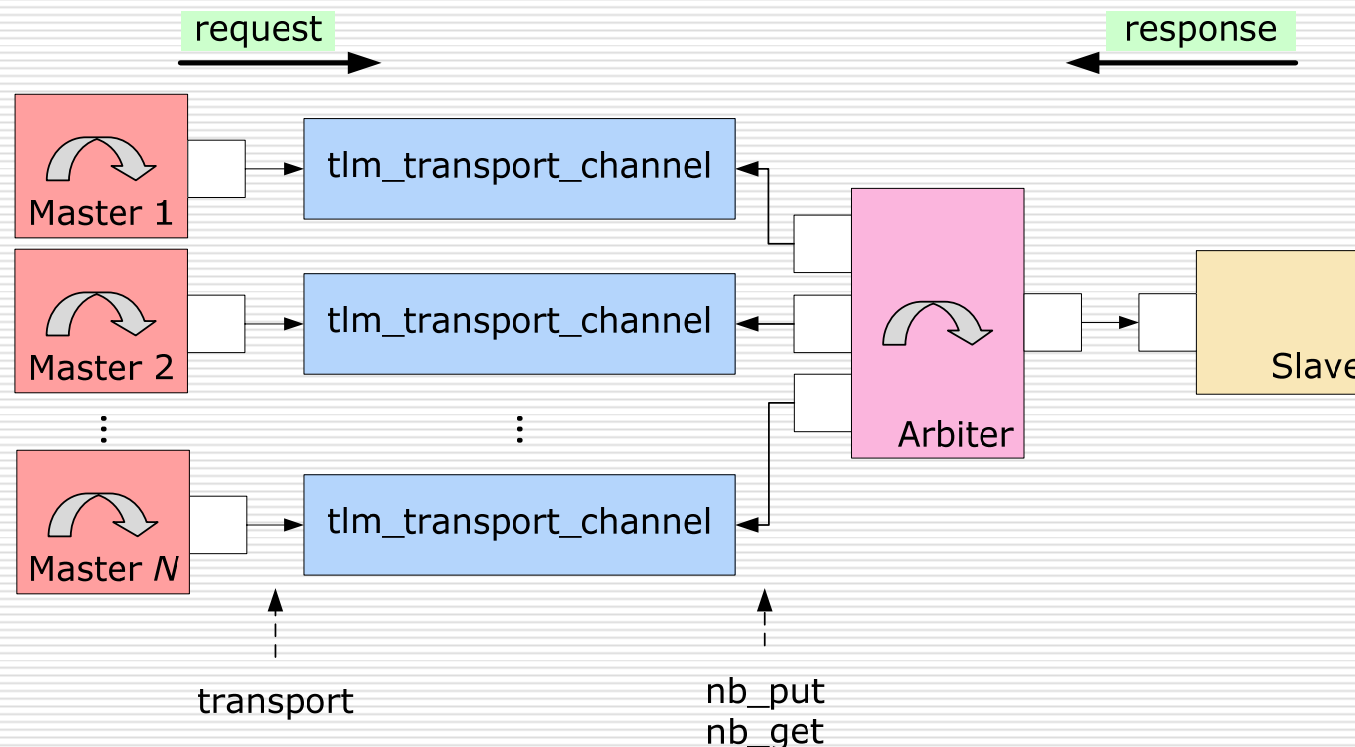 request
response
Master 1
tlm_transport_channel
Master 2
tlm_transport_channel
Arbiter
Slave
Master N
tlm_transport_channel
transport
nb_put
nb_get